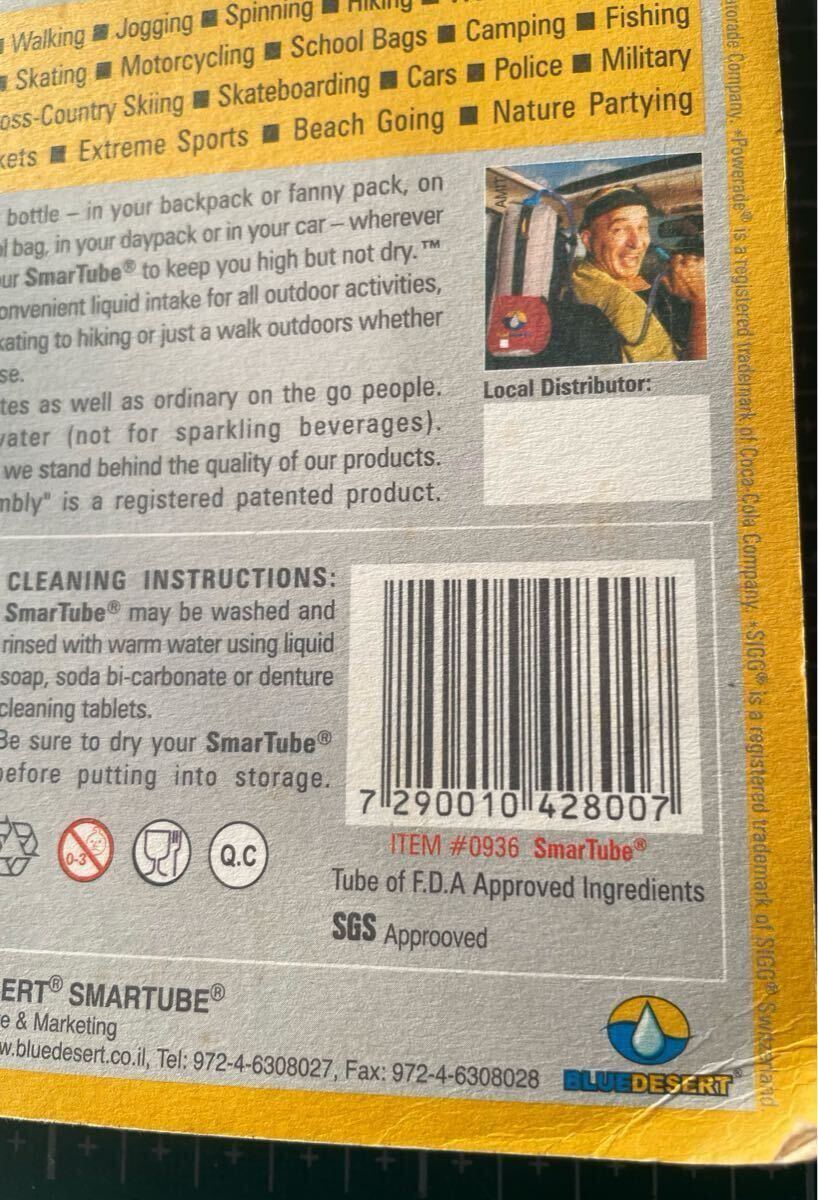 Walking ■ Jogging ■ Spinning ■ Hiking ■
■ Skating ■ Motorcycling ■ School Bags ■ Camping ■ Fishing
oss-Country Skiing ■ Skateboarding ■ Cars ■ Police ■ Military
kets ■ Extreme Sports ■ Beach Going ■ Nature Partying
bottle – in your backpack or fanny pack, on
ol bag, in your daypack or in your car – wherever
our SmarTube® to keep you high but not dry.™
onvenient liquid intake for all outdoor activities,
kating to hiking or just a walk outdoors whether
se.
tes as well as ordinary on the go people.
water (not for sparkling beverages).
we stand behind the quality of our products.
mbly" is a registered patented product.
AMIT
Local Distributor:
CLEANING INSTRUCTIONS:
SmarTube® may be washed and
rinsed with warm water using liquid
soap, soda bi-carbonate or denture
cleaning tablets.
Be sure to dry your SmarTube®
before putting into storage.
7 290010 428007
ITEM #0936 SmarTube®
Tube of F.D.A Approved Ingredients
SGS Approoved
0-3
Q.C
ERT® SMARTUBE®
e & Marketing
w.bluedesert.co.il, Tel: 972-4-6308027, Fax: 972-4-6308028
BLUEDESERT®
atorade Company. *Powerade® is a registered trademark of Coca-Cola Company. *SIGG® is a registered trademark of SIGG® Switzerland.